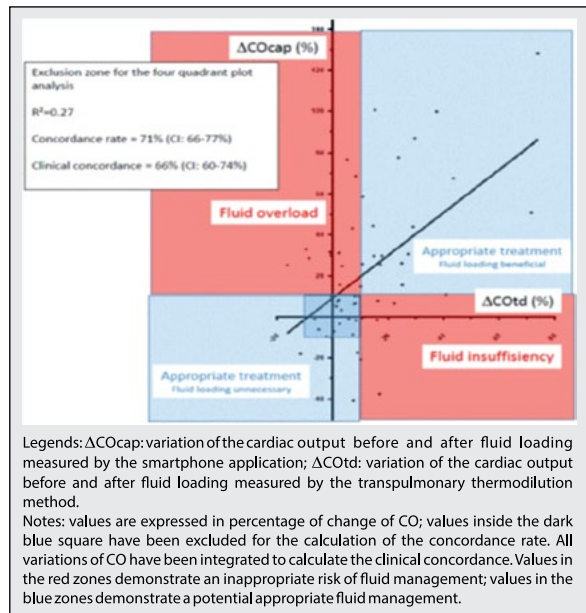 ΔCOcap (%)
Exclusion zone for the four quadrant plot
analysis
R²=0.27
Concordance rate = 71% (CI: 66-77%)
Clinical concordance = 66% (CI: 60-74%)
Fluid overload
Appropriate treatment
Fluid loading beneficial
ΔCOtd (%)
Fluid insuffisiency
Appropriate treatment
Fluid loading unnecessary
Legends: ΔCOcap: variation of the cardiac output before and after fluid loading
measured by the smartphone application; ΔCOtd: variation of the cardiac output
before and after fluid loading measured by the transpulmonary thermodilution
method.
Notes: values are expressed in percentage of change of CO; values inside the dark
blue square have been excluded for the calculation of the concordance rate. All
variations of CO have been integrated to calculate the clinical concordance. Values in
the red zones demonstrate an inappropriate risk of fluid management; values in the
blue zones demonstrate a potential appropriate fluid management.